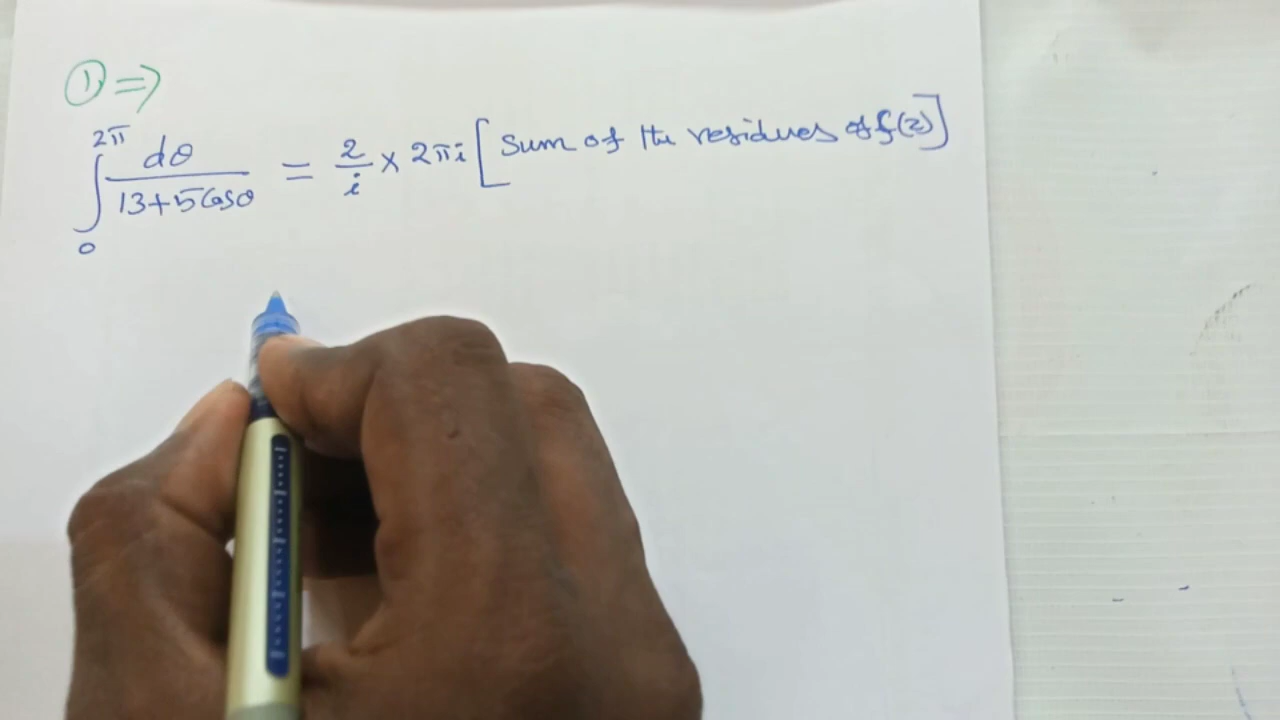 ① ⇒
∫₀^{2π} dθ / (13+5Cosθ) = 2/i × 2πi [Sum of the residues of f(z)]